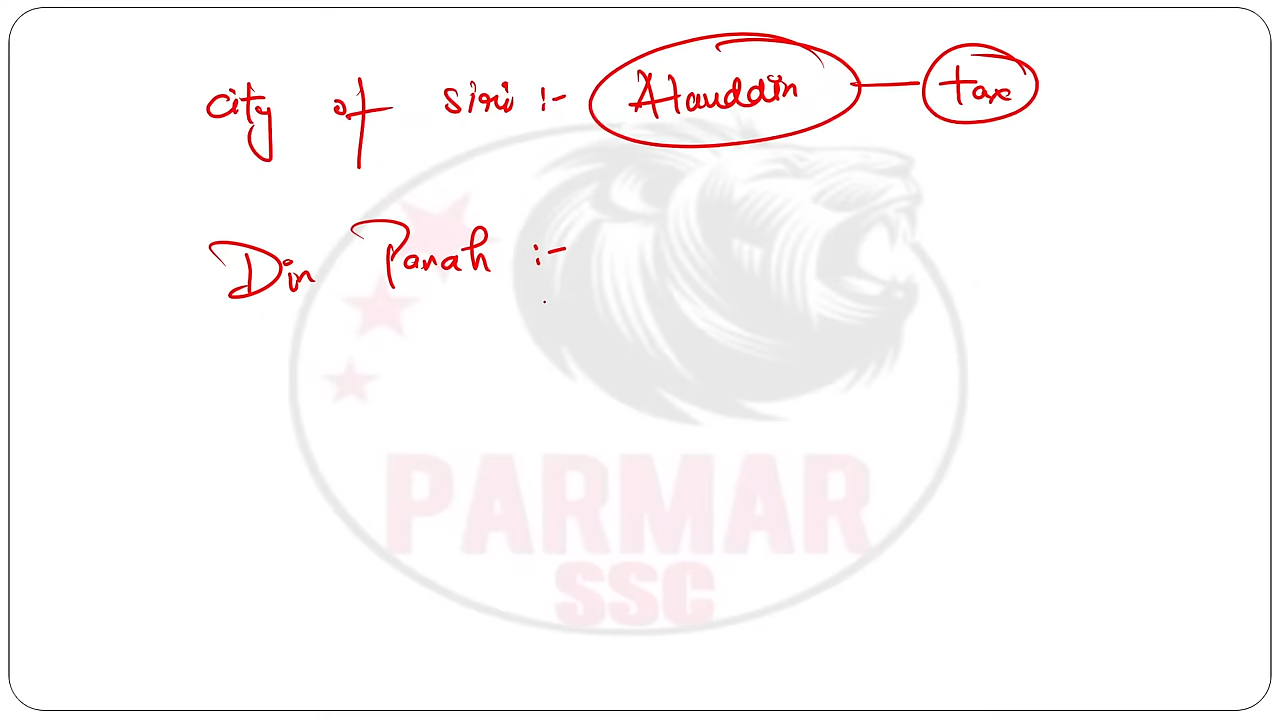 City of Siri :- Alauddin — tax
Din Panah :-
PARMAR
SSC